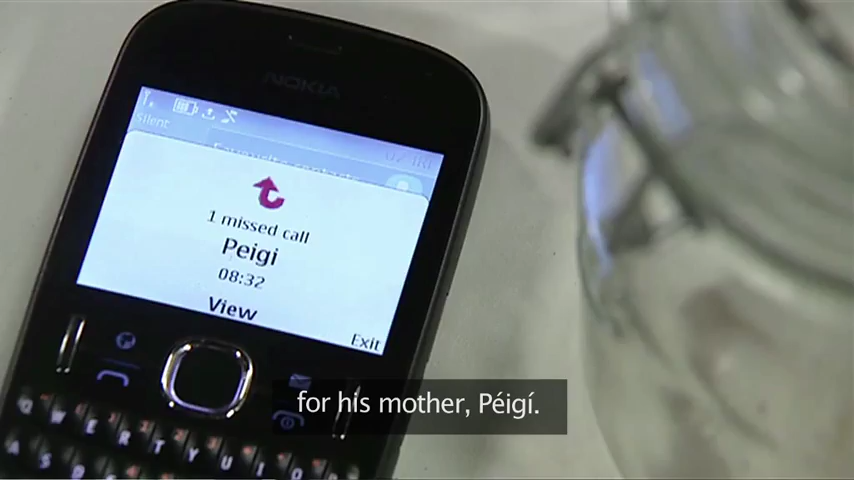 NOKIA
Silent
1 missed call
Peigi
08:32
View
Exit
for his mother, Péigí.
Q W E R T Y U I O
A S D